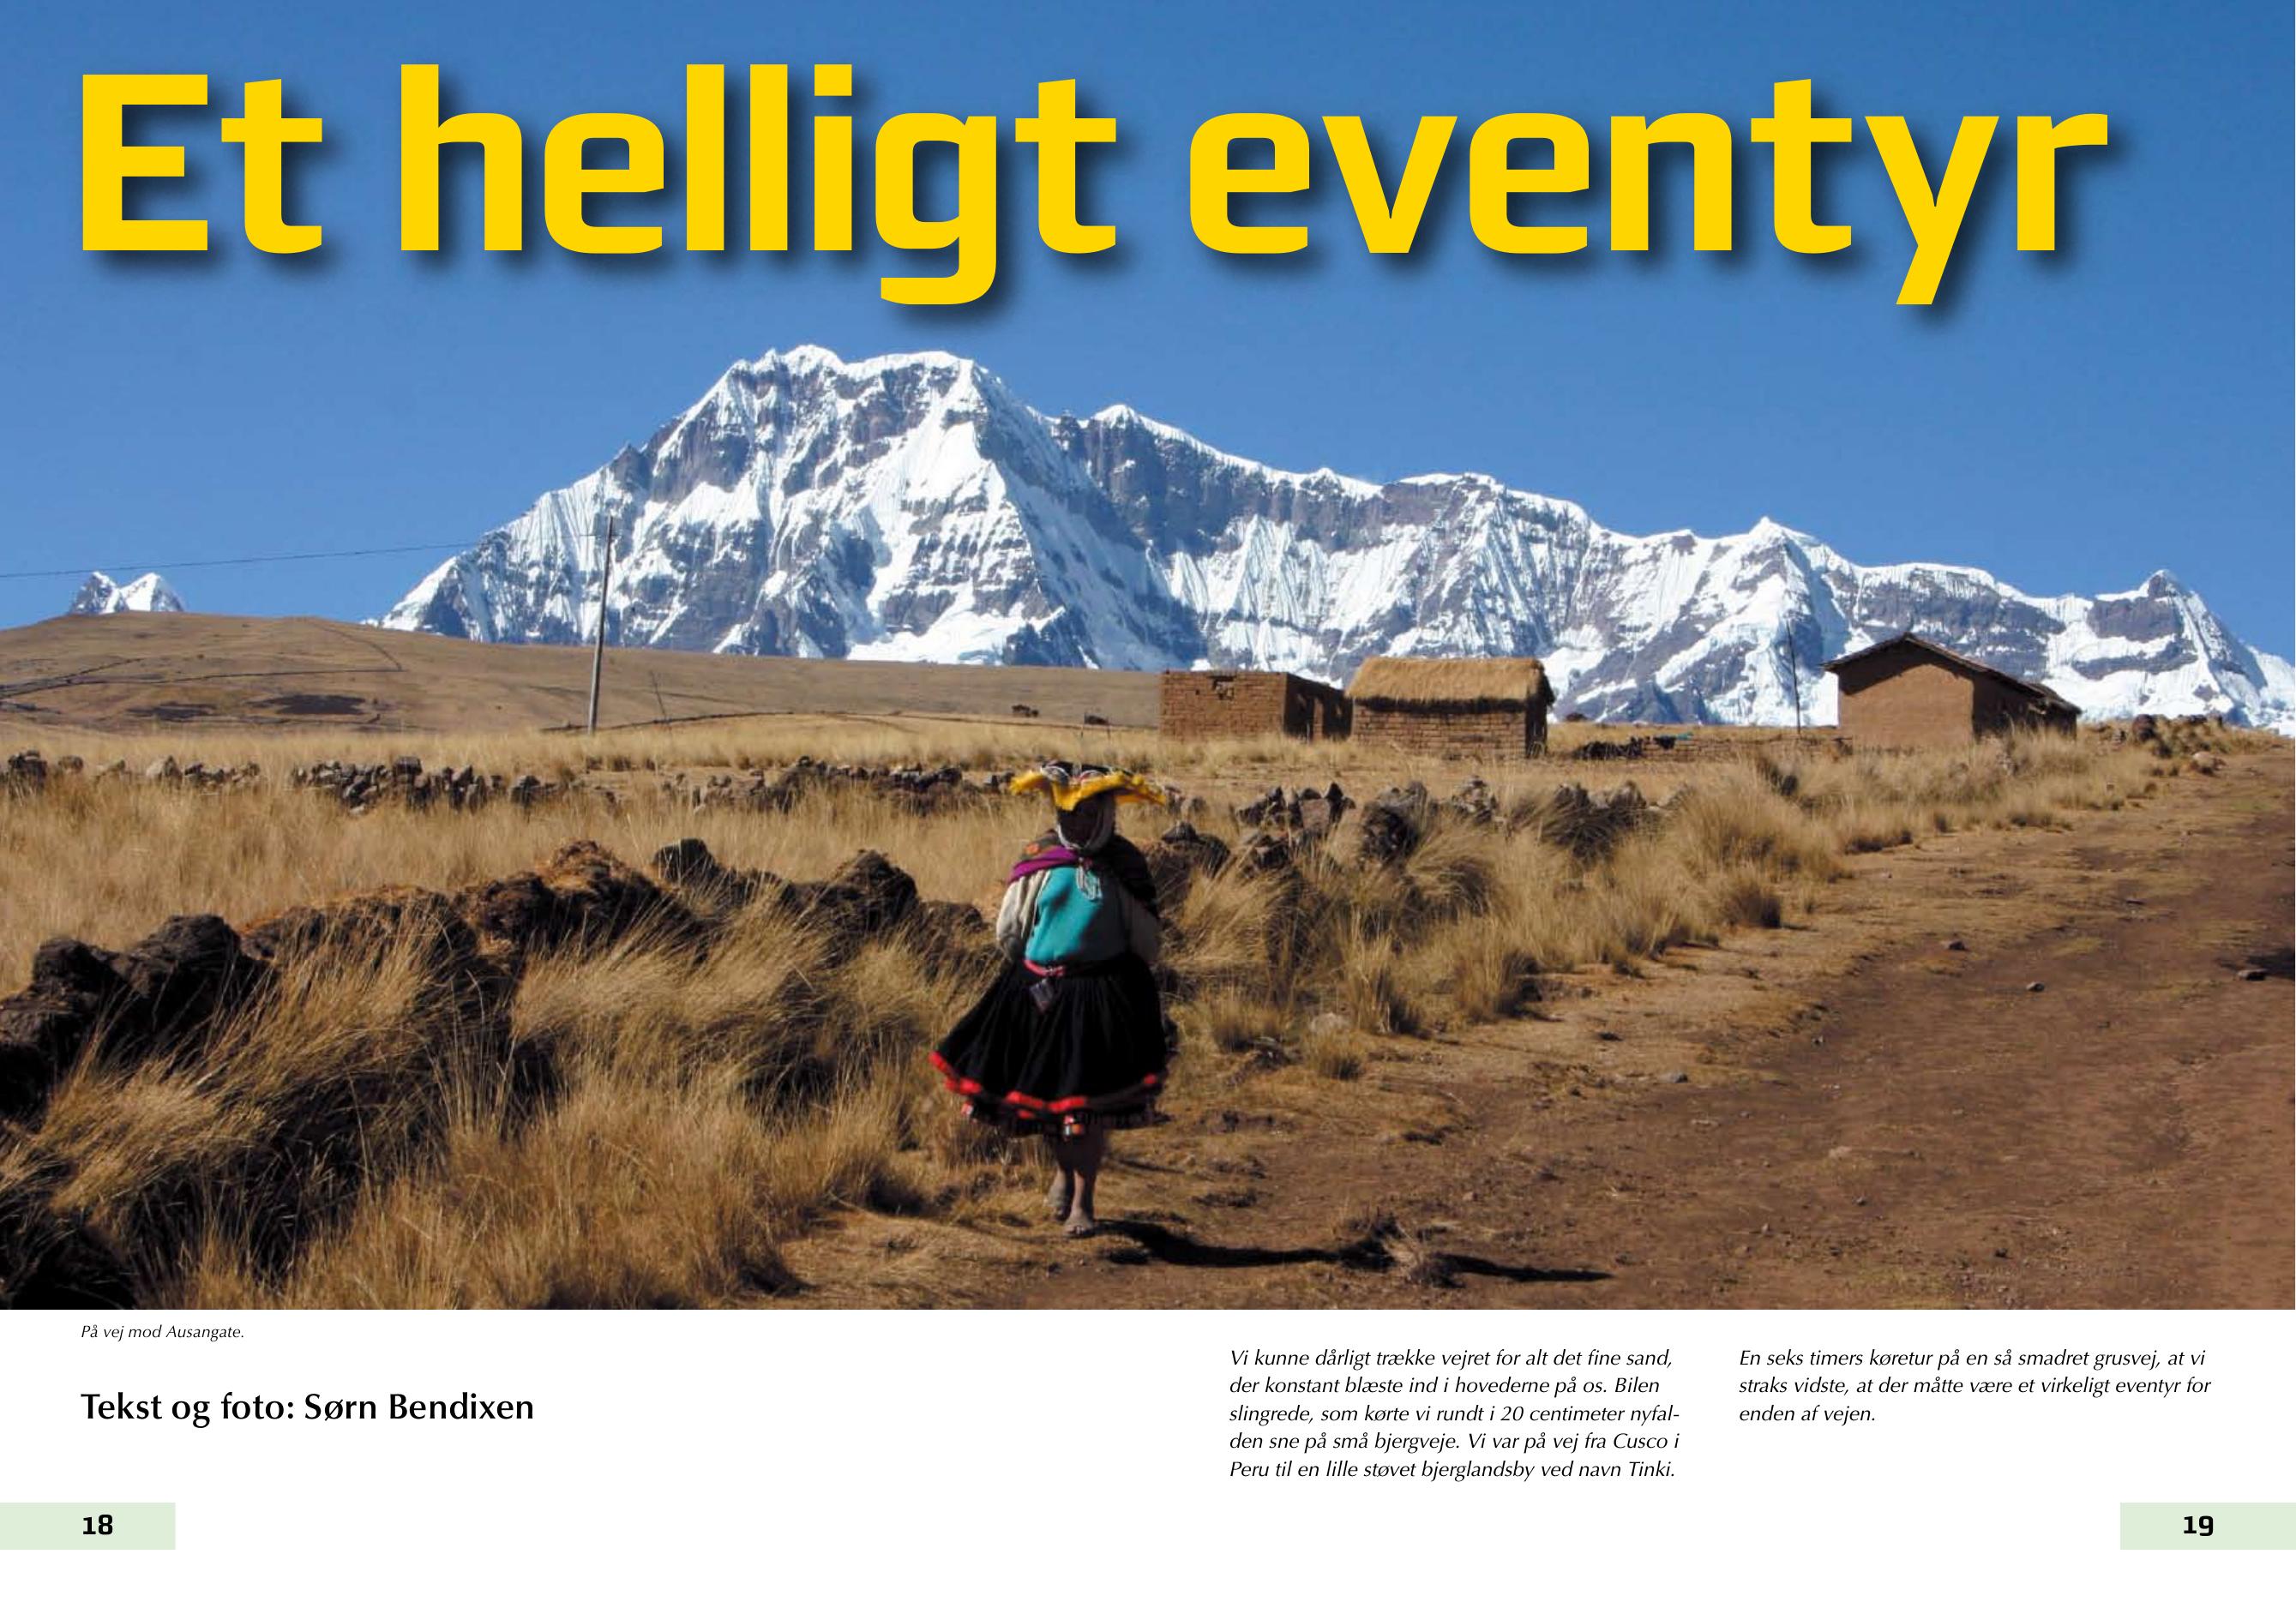 Et helligt eventyr
På vej mod Ausangate.
Tekst og foto: Sørn Bendixen
Vi kunne dårligt trække vejret for alt det fine sand,
der konstant blæste ind i hovederne på os. Bilen
slingrede, som kørte vi rundt i 20 centimeter nyfal-
den sne på små bjergveje. Vi var på vej fra Cusco i
Peru til en lille støvet bjerglandsby ved navn Tinki.
En seks timers køretur på en så smadret grusvej, at vi
straks vidste, at der måtte være et virkeligt eventyr for
enden af vejen.
18
19